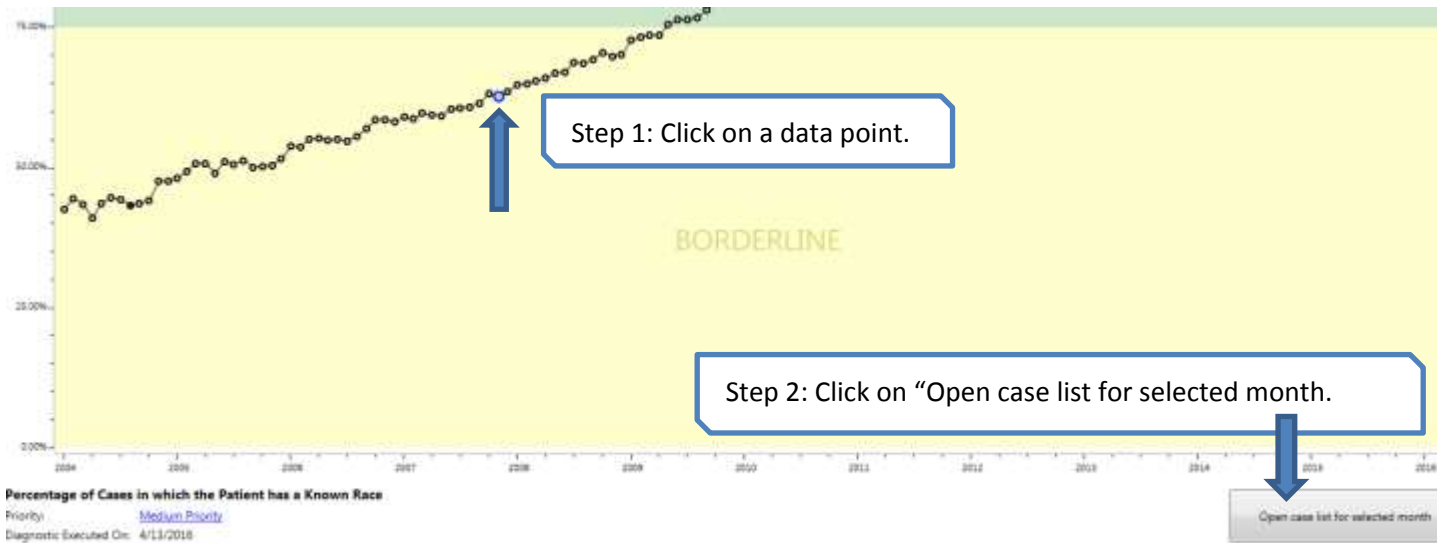 75.00%
Step 1: Click on a data point.
50.00%
BORDERLINE
25.00%
Step 2: Click on “Open case list for selected month.
0.00%
2004 2005 2006 2007 2008 2009 2010 2011 2012 2013 2014 2015 2016
Percentage of Cases in which the Patient has a Known Race
Priority: Medium Priority
Open case list for selected month
Diagnostic Executed On: 4/13/2016